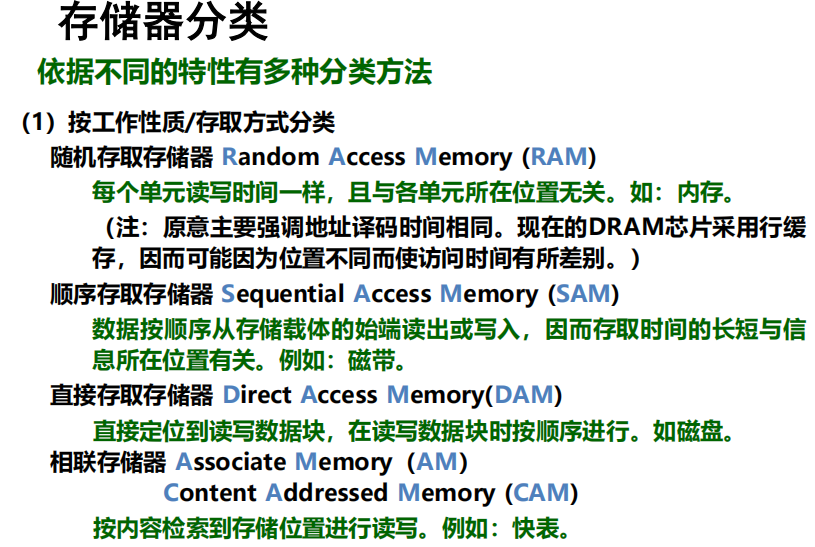 存储器分类
依据不同的特性有多种分类方法
（1）按工作性质/存取方式分类
随机存取存储器 Random Access Memory (RAM)
每个单元读写时间一样，且与各单元所在位置无关。如：内存。
（注：原意主要强调地址译码时间相同。现在的DRAM芯片采用行缓
存，因而可能因为位置不同而使访问时间有所差别。）
顺序存取存储器 Sequential Access Memory (SAM)
数据按顺序从存储载体的始端读出或写入，因而存取时间的长短与信
息所在位置有关。例如：磁带。
直接存取存储器 Direct Access Memory(DAM)
直接定位到读写数据块，在读写数据块时按顺序进行。如磁盘。
相联存储器 Associate Memory（AM）
Content Addressed Memory (CAM)
按内容检索到存储位置进行读写。例如：快表。